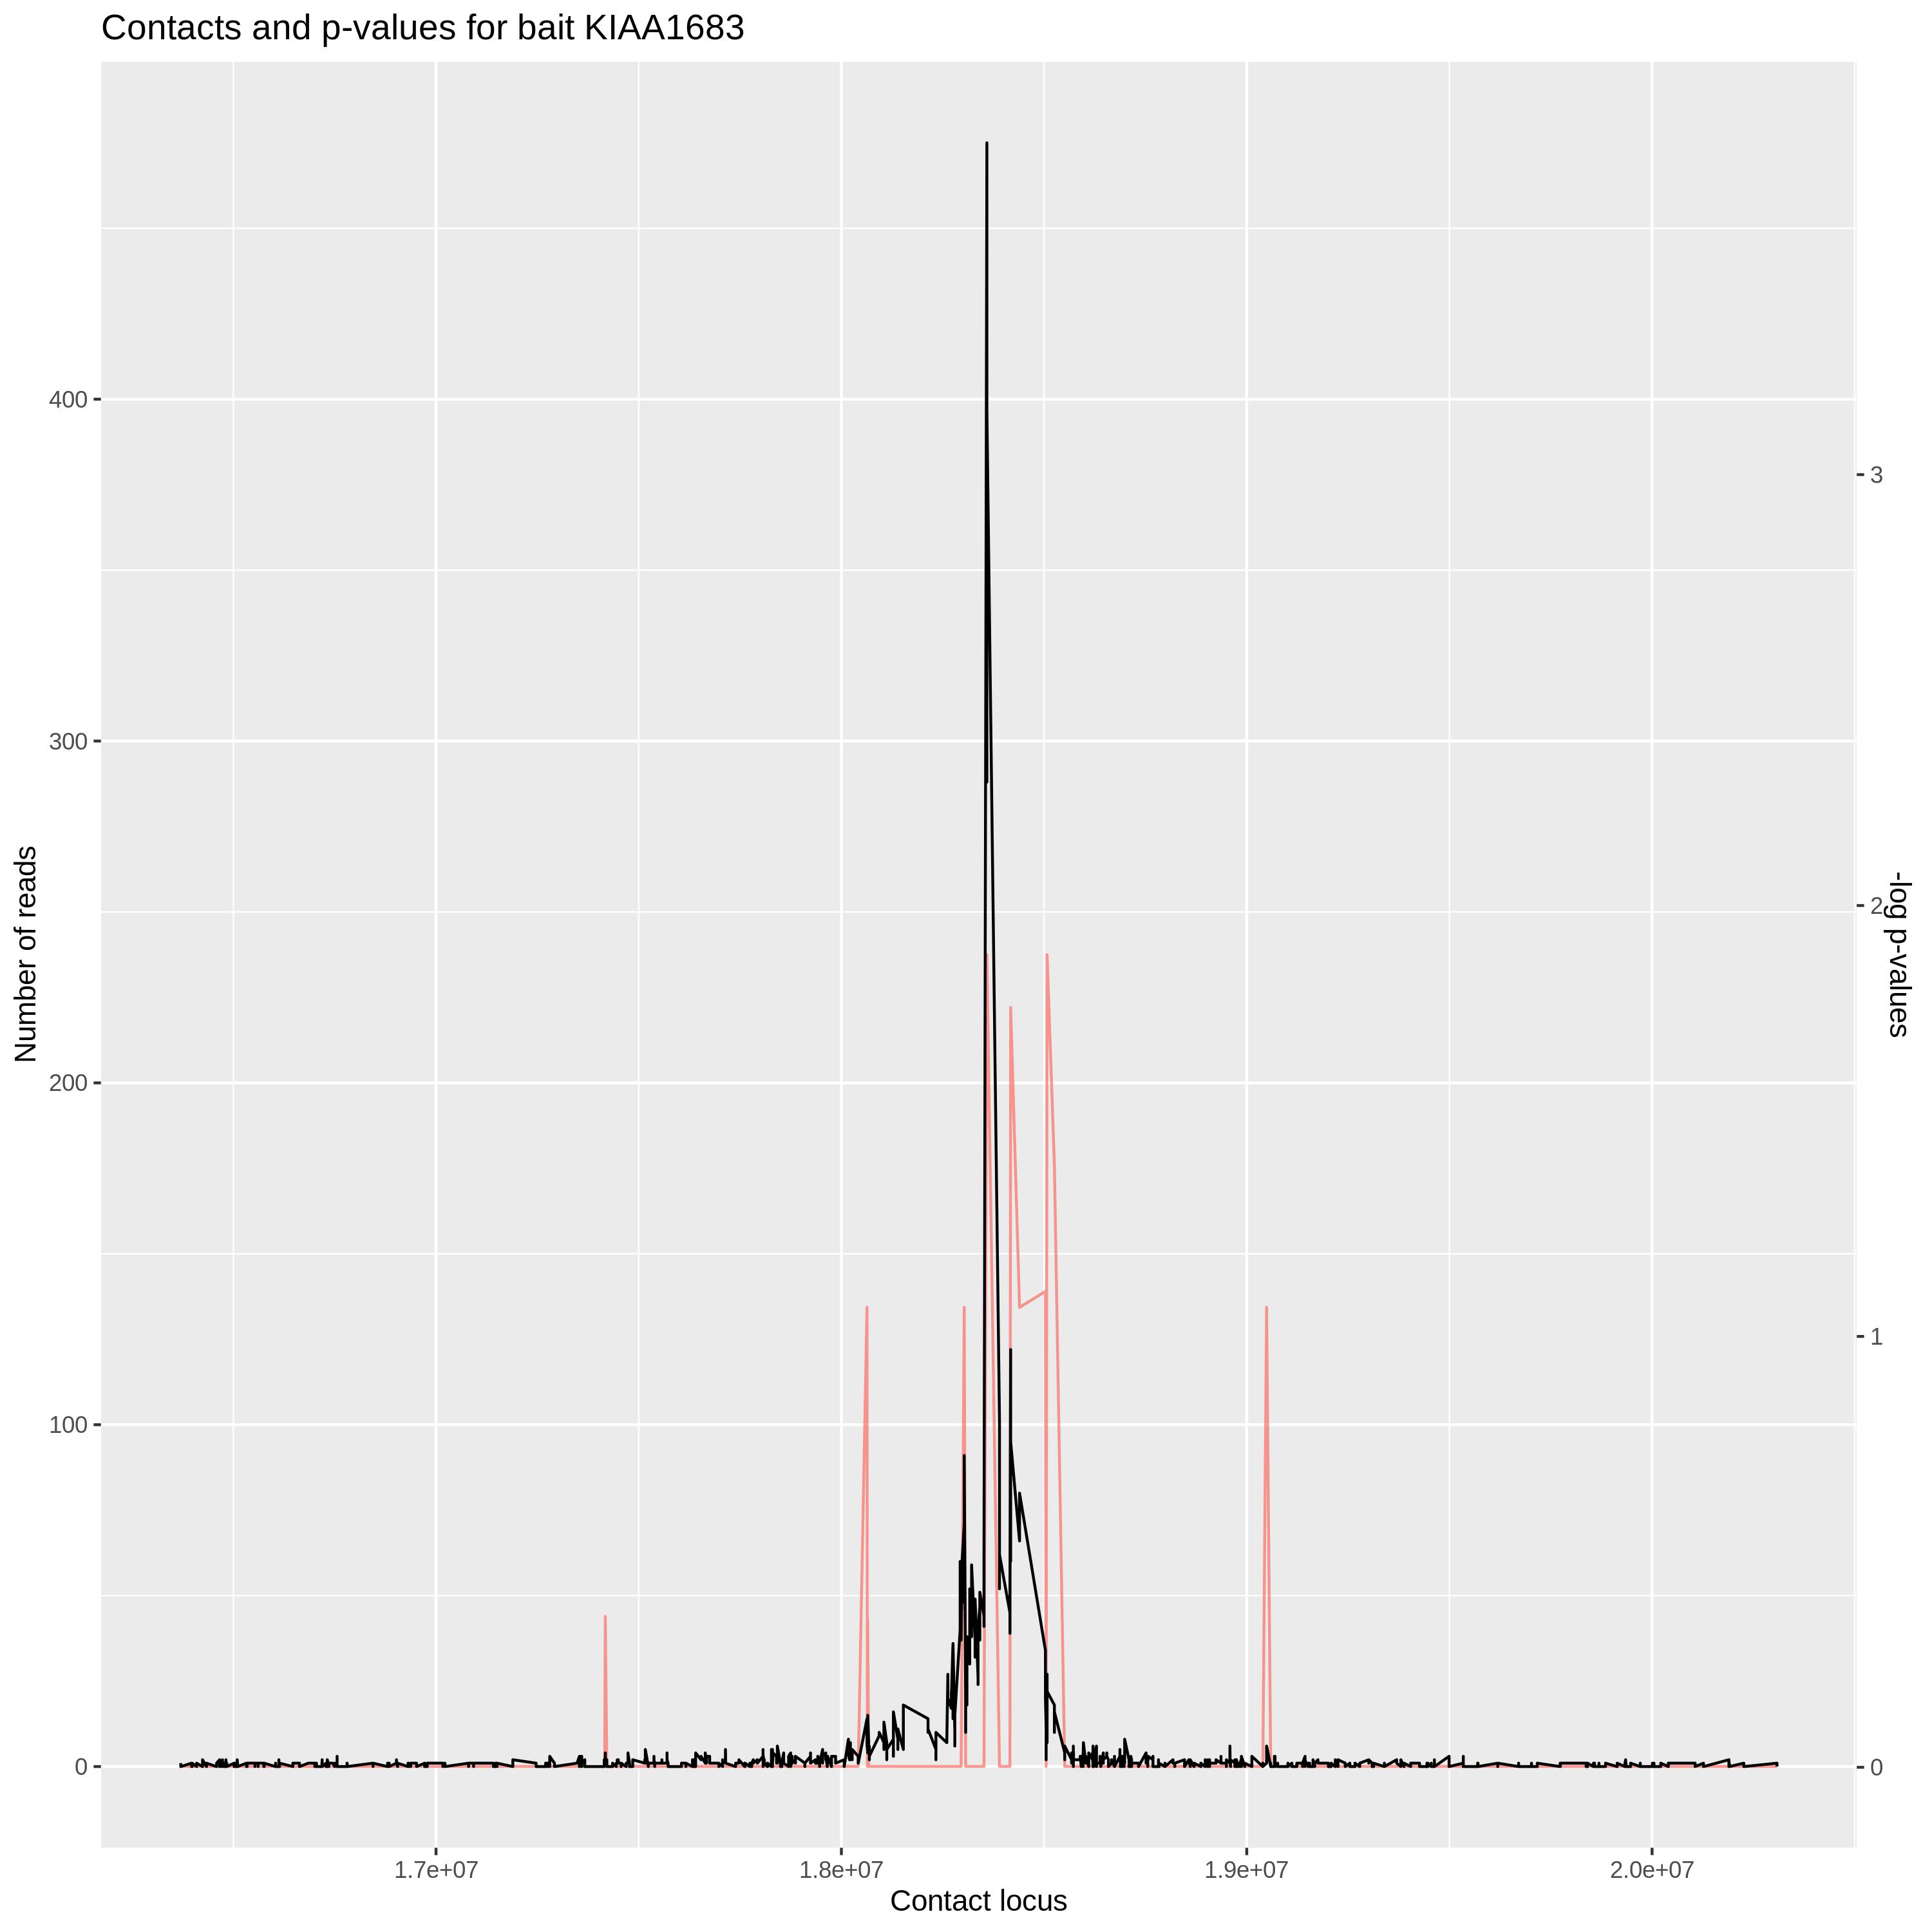 Contacts and p-values for bait KIAA1683
Number of reads
400
300
200
100
0
3
2
1
0
-log p-values
1.7e+07 1.8e+07 1.9e+07 2.0e+07
Contact locus